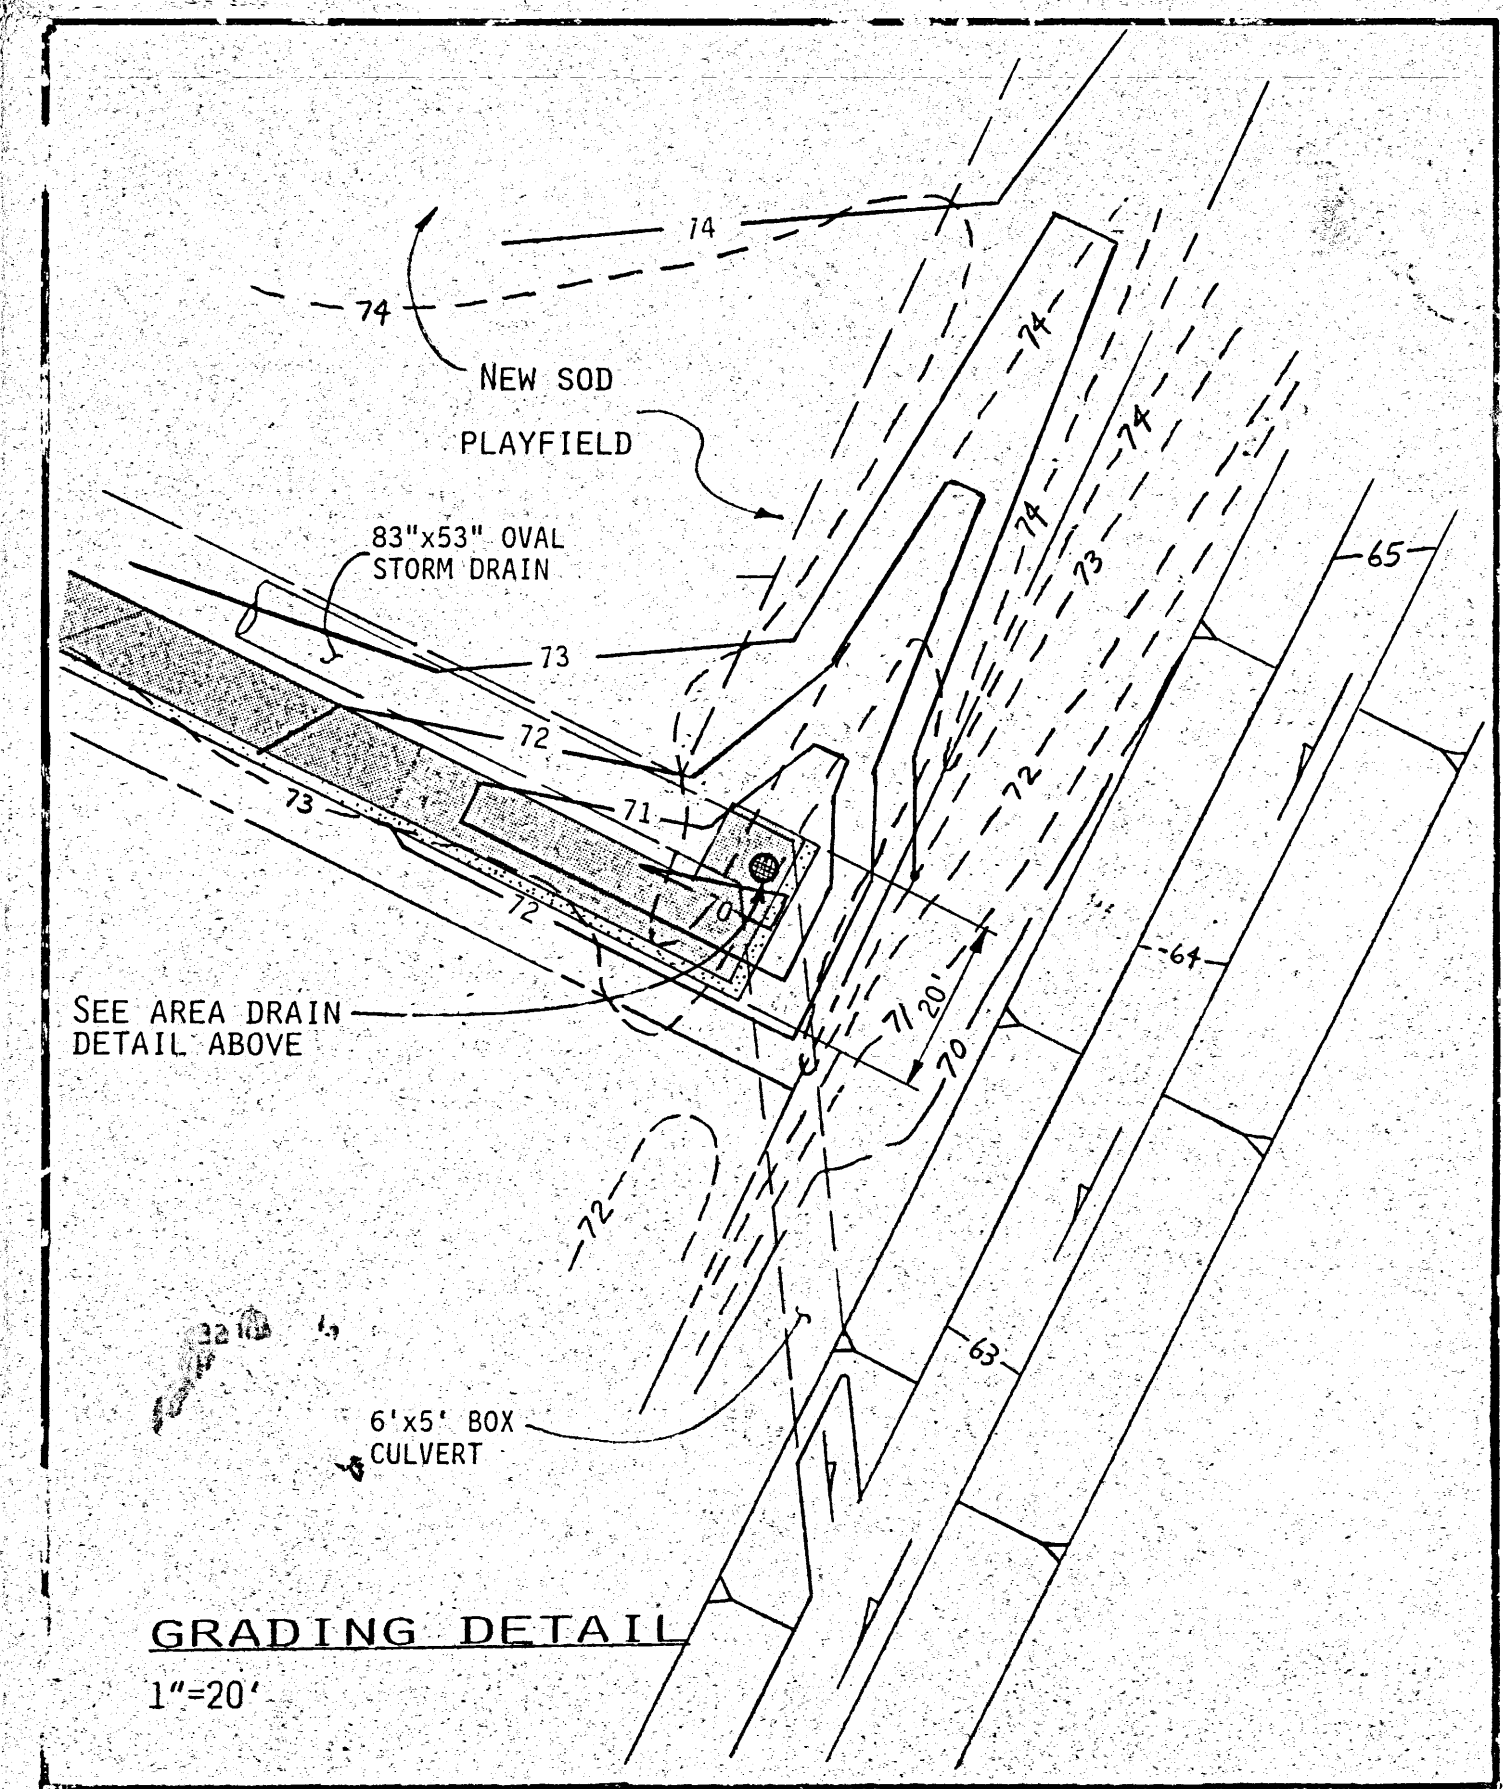 74
74
74
NEW SOD
PLAYFIELD
74
74
83"x53" OVAL
STORM DRAIN
65
73
73
72
72
73
71
72
70
64
SEE AREA DRAIN
DETAIL ABOVE
71
20'
70
72
63
6'x5' BOX
CULVERT
GRADING DETAIL
1"=20'